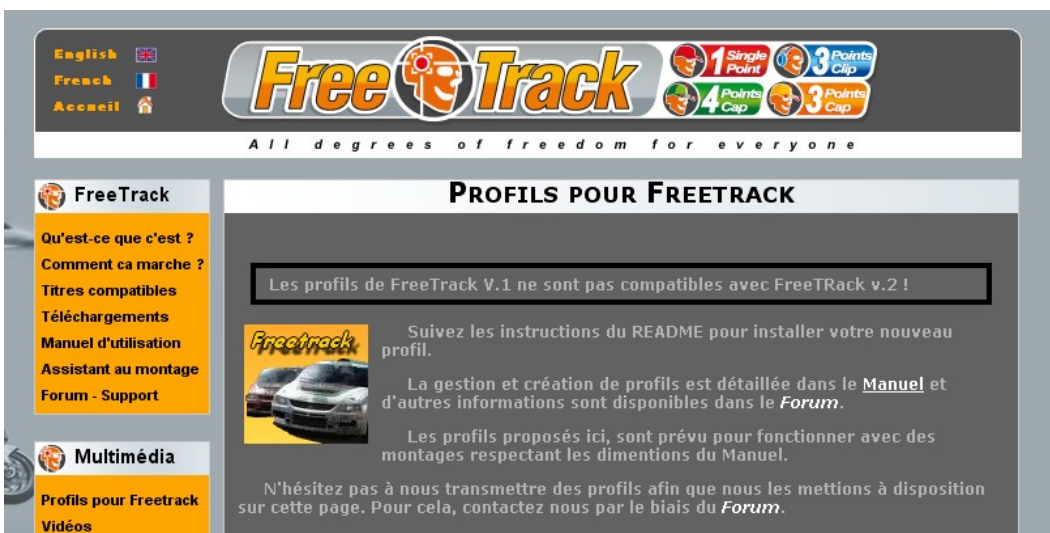 English
French
Accueil
Free Track
1 Single Point
3 Points Clip
4 Points Cap
3 Points Cap
All degrees of freedom for everyone
FreeTrack
Qu'est-ce que c'est ?
Comment ca marche ?
Titres compatibles
Téléchargements
Manuel d'utilisation
Assistant au montage
Forum - Support
Multimédia
Profils pour Freetrack
Vidéos
PROFILS POUR FREETRACK
Les profils de FreeTrack V.1 ne sont pas compatibles avec FreeTRack v.2 !
Freetrack
Suivez les instructions du README pour installer votre nouveau
profil.
La gestion et création de profils est détaillée dans le Manuel et
d'autres informations sont disponibles dans le Forum.
Les profils proposés ici, sont prévu pour fonctionner avec des
montages respectant les dimentions du Manuel.
N'hésitez pas à nous transmettre des profils afin que nous les mettions à disposition
sur cette page. Pour cela, contactez nous par le biais du Forum.